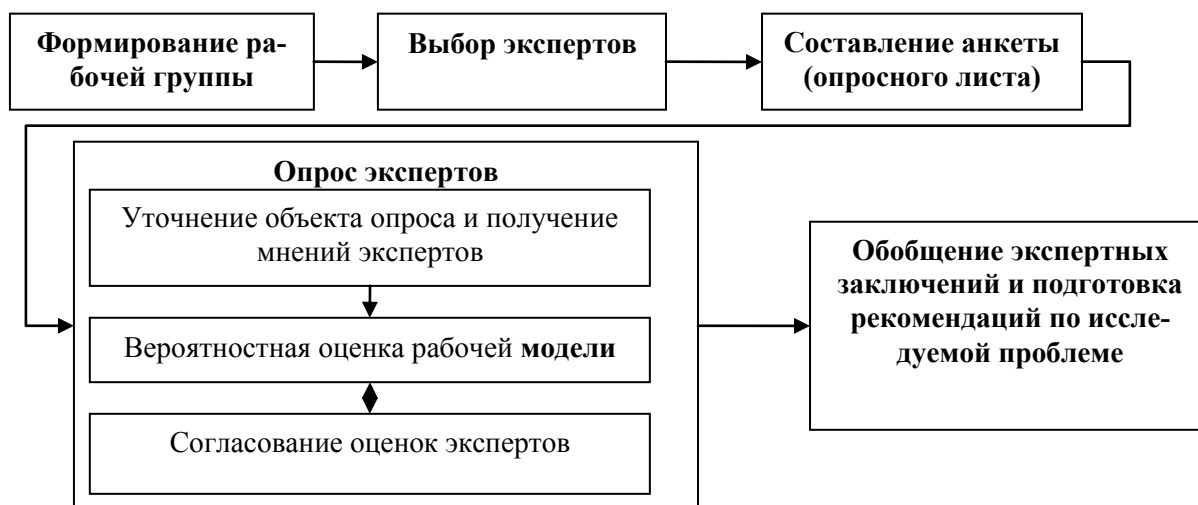 Формирование ра-
бочей группы
Выбор экспертов
Составление анкеты
(опросного листа)
Опрос экспертов
Уточнение объекта опроса и получение
мнений экспертов
Вероятностная оценка рабочей модели
Согласование оценок экспертов
Обобщение экспертных
заключений и подготовка
рекомендаций по иссле-
дуемой проблеме